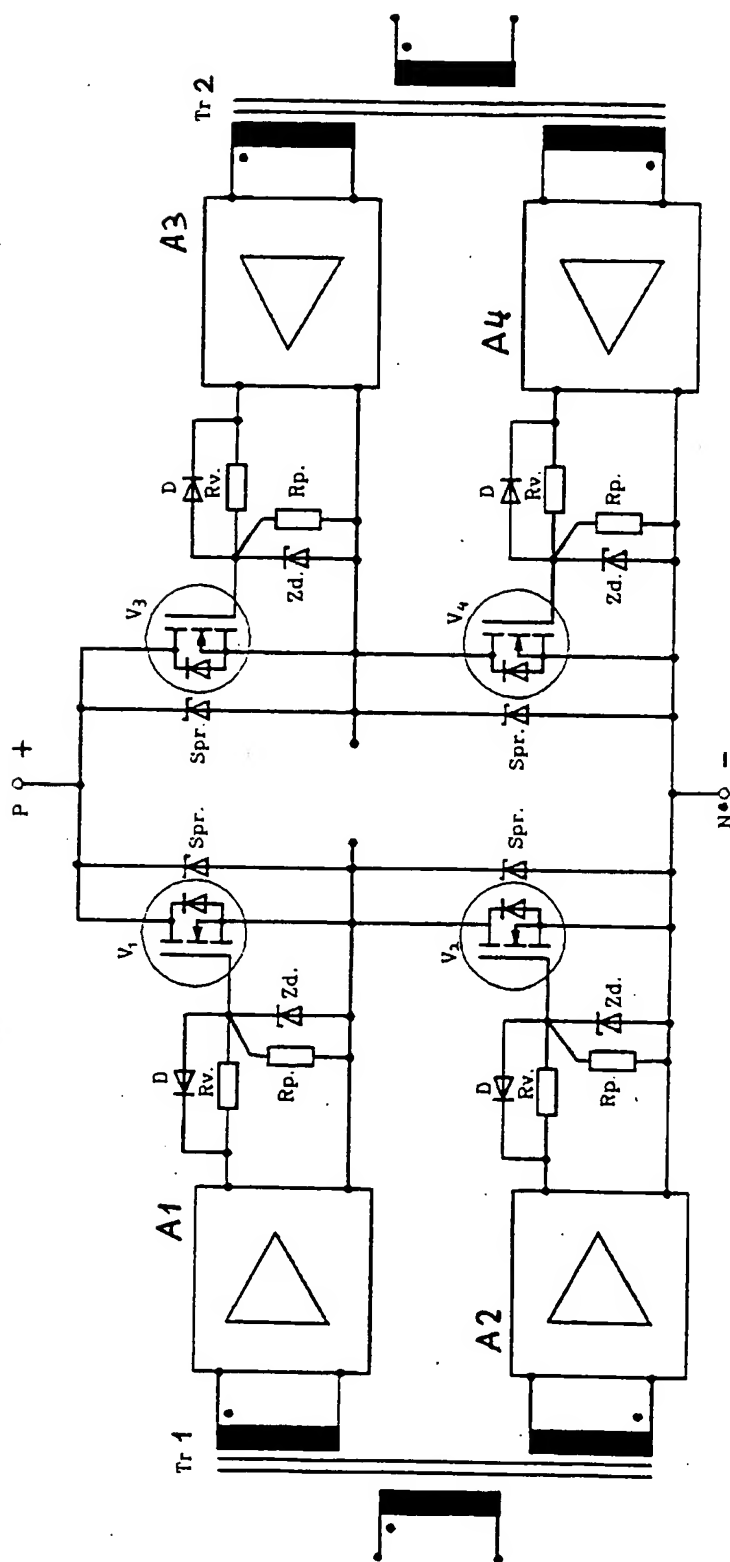 P +
Tr 1
A1
D
Rv.
Rp.
Zd.
V₁
Spr.
Spr.
V₃
D
Rv.
Zd.
Rp.
A3
Tr 2
A2
D
Rv.
Rp.
Zd.
V₂
Spr.
Spr.
V₄
D
Rv.
Zd.
Rp.
A4
N -